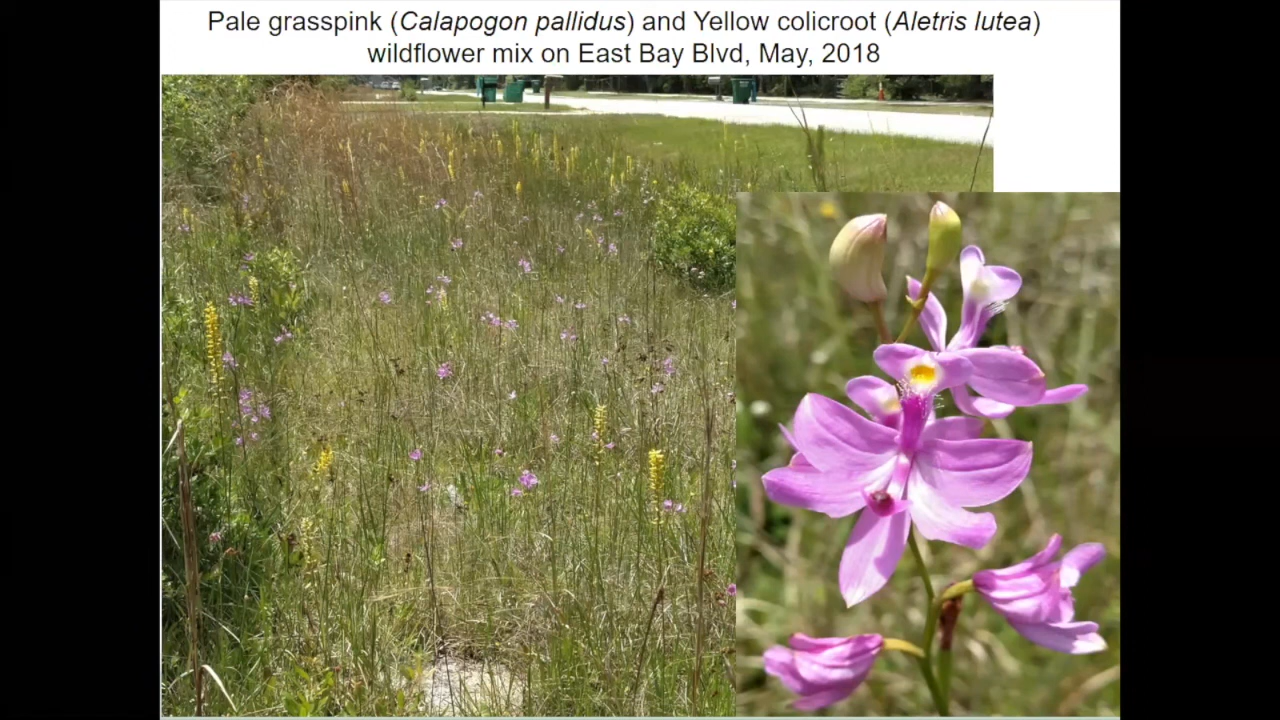 Pale grasspink (Calapogon pallidus) and Yellow colicroot (Aletris lutea)
wildflower mix on East Bay Blvd, May, 2018